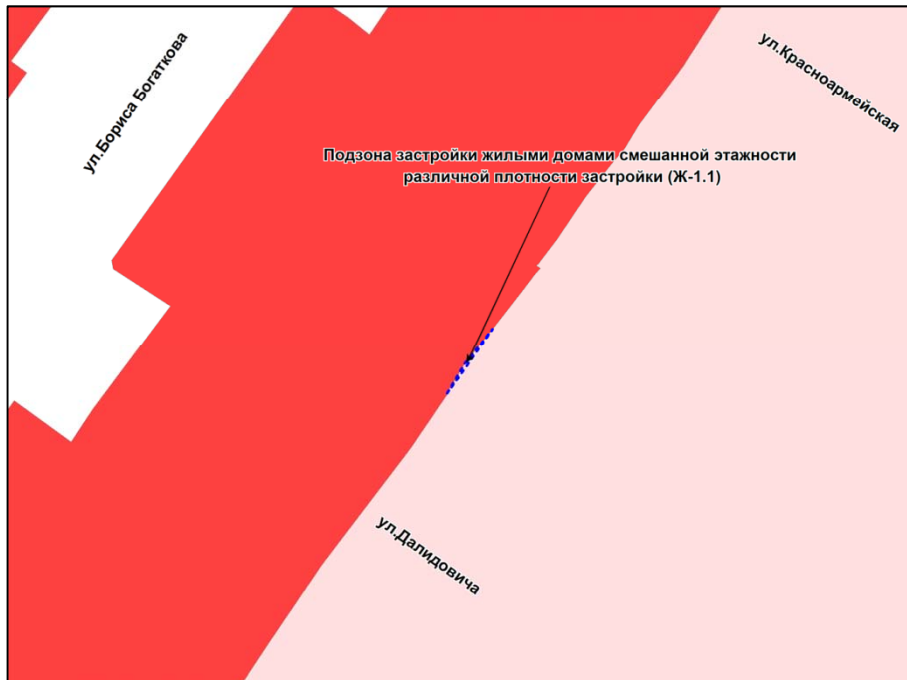 ул.Бориса Богаткова
ул.Красноармейская
Подзона застройки жилыми домами смешанной этажности
различной плотности застройки (Ж-1.1)
ул.Далидовича